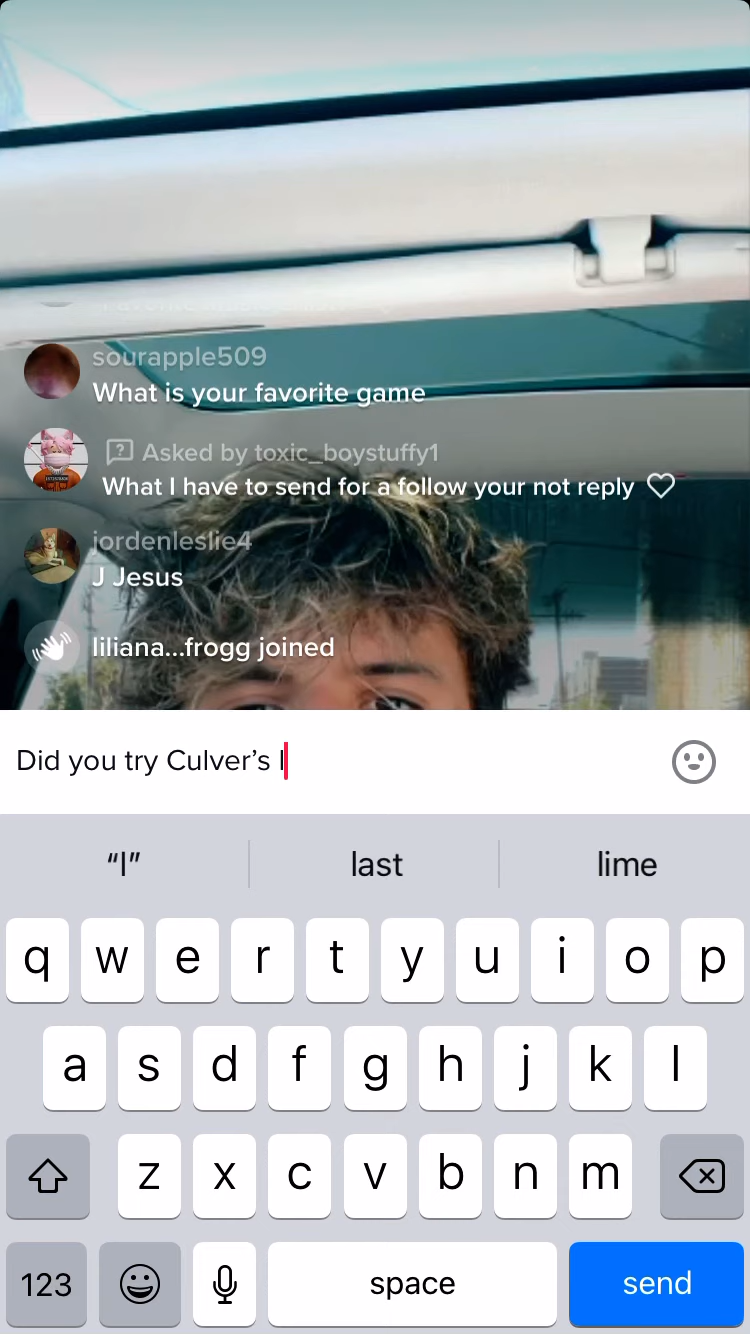 sourapple509
What is your favorite game
Asked by toxic_boystuffy1
What I have to send for a follow your not reply
jordenleslie4
J Jesus
liliana...frogg joined
Did you try Culver’s l
“l” last lime
q w e r t y u i o p
a s d f g h j k l
z x c v b n m
123 space send